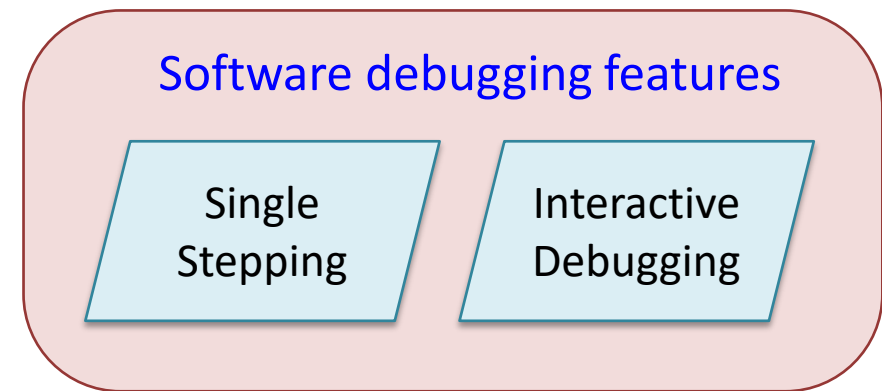 Software debugging features
Single
Stepping
Interactive
Debugging